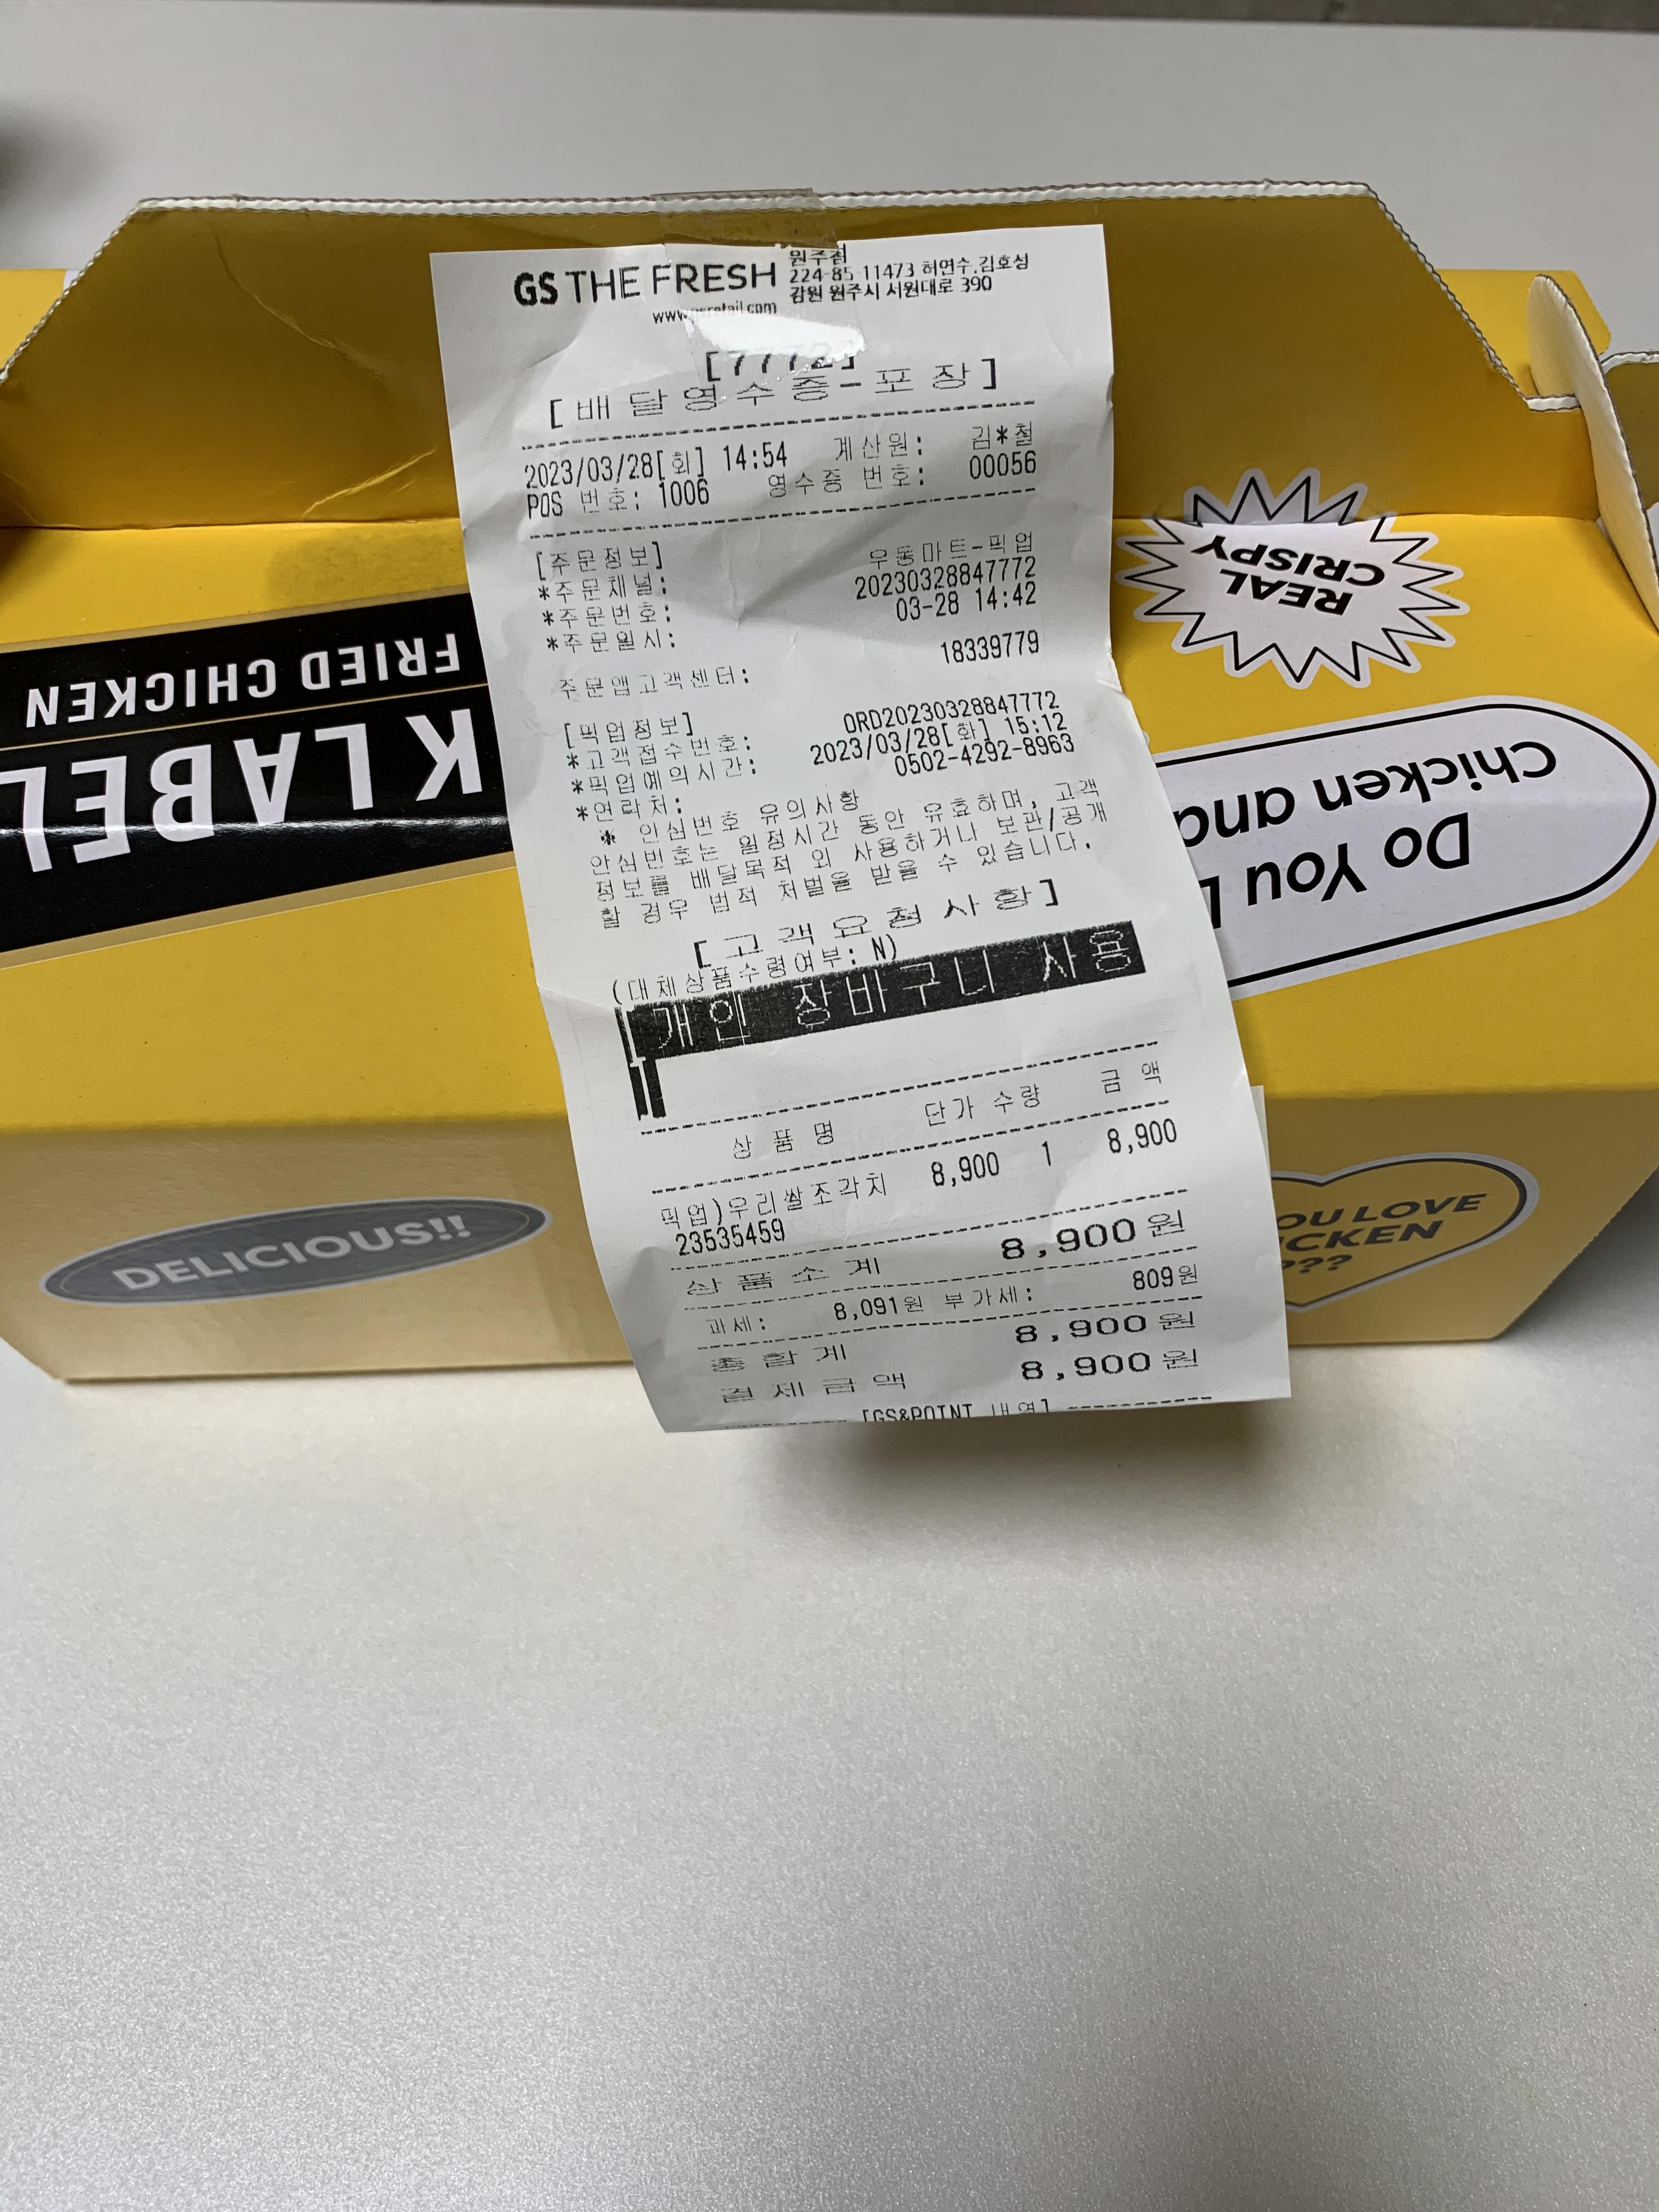 GS THE FRESH
원주점
224-85-11473 허연수.김호성
강원 원주시 서원대로 390
www.gsretail.com
[7772]
[배달영수증-포장]
2023/03/28[화] 14:54 계산원: 김*철
POS 번호: 1006 영수증 번호: 00056
[주문정보]
*주문채널: 우동마트-픽업
*주문번호: 20230328847772
*주문일시: 03-28 14:42
주문앱고객센터: 18339779
[픽업정보]
*고객접수번호: ORD20230328847772
*픽업예의시간: 2023/03/28[화] 15:12
*연락처: 0502-4292-8963
* 안심번호 유의사항
안심번호는 일정시간 동안 유효하며, 고객
정보를 배달목적 외 사용하거나 보관/공개
할 경우 법적 처벌을 받을 수 있습니다.
[고객요청사항]
(대체상품수령여부: N)
[개인 장바구니 사용
]
상 품 명 단가 수량 금 액
픽업)우리쌀조각치 8,900 1 8,900
23535459
상품소계 8,900원
과세: 8,091원 부가세: 809원
총합계 8,900원
결제금액 8,900원
[GS&POINT 내역]
K LABEL
FRIED CHICKEN
REAL
CRISPY
Do You
Chicken and
DELICIOUS!!
OU LOVE
ICKEN
???